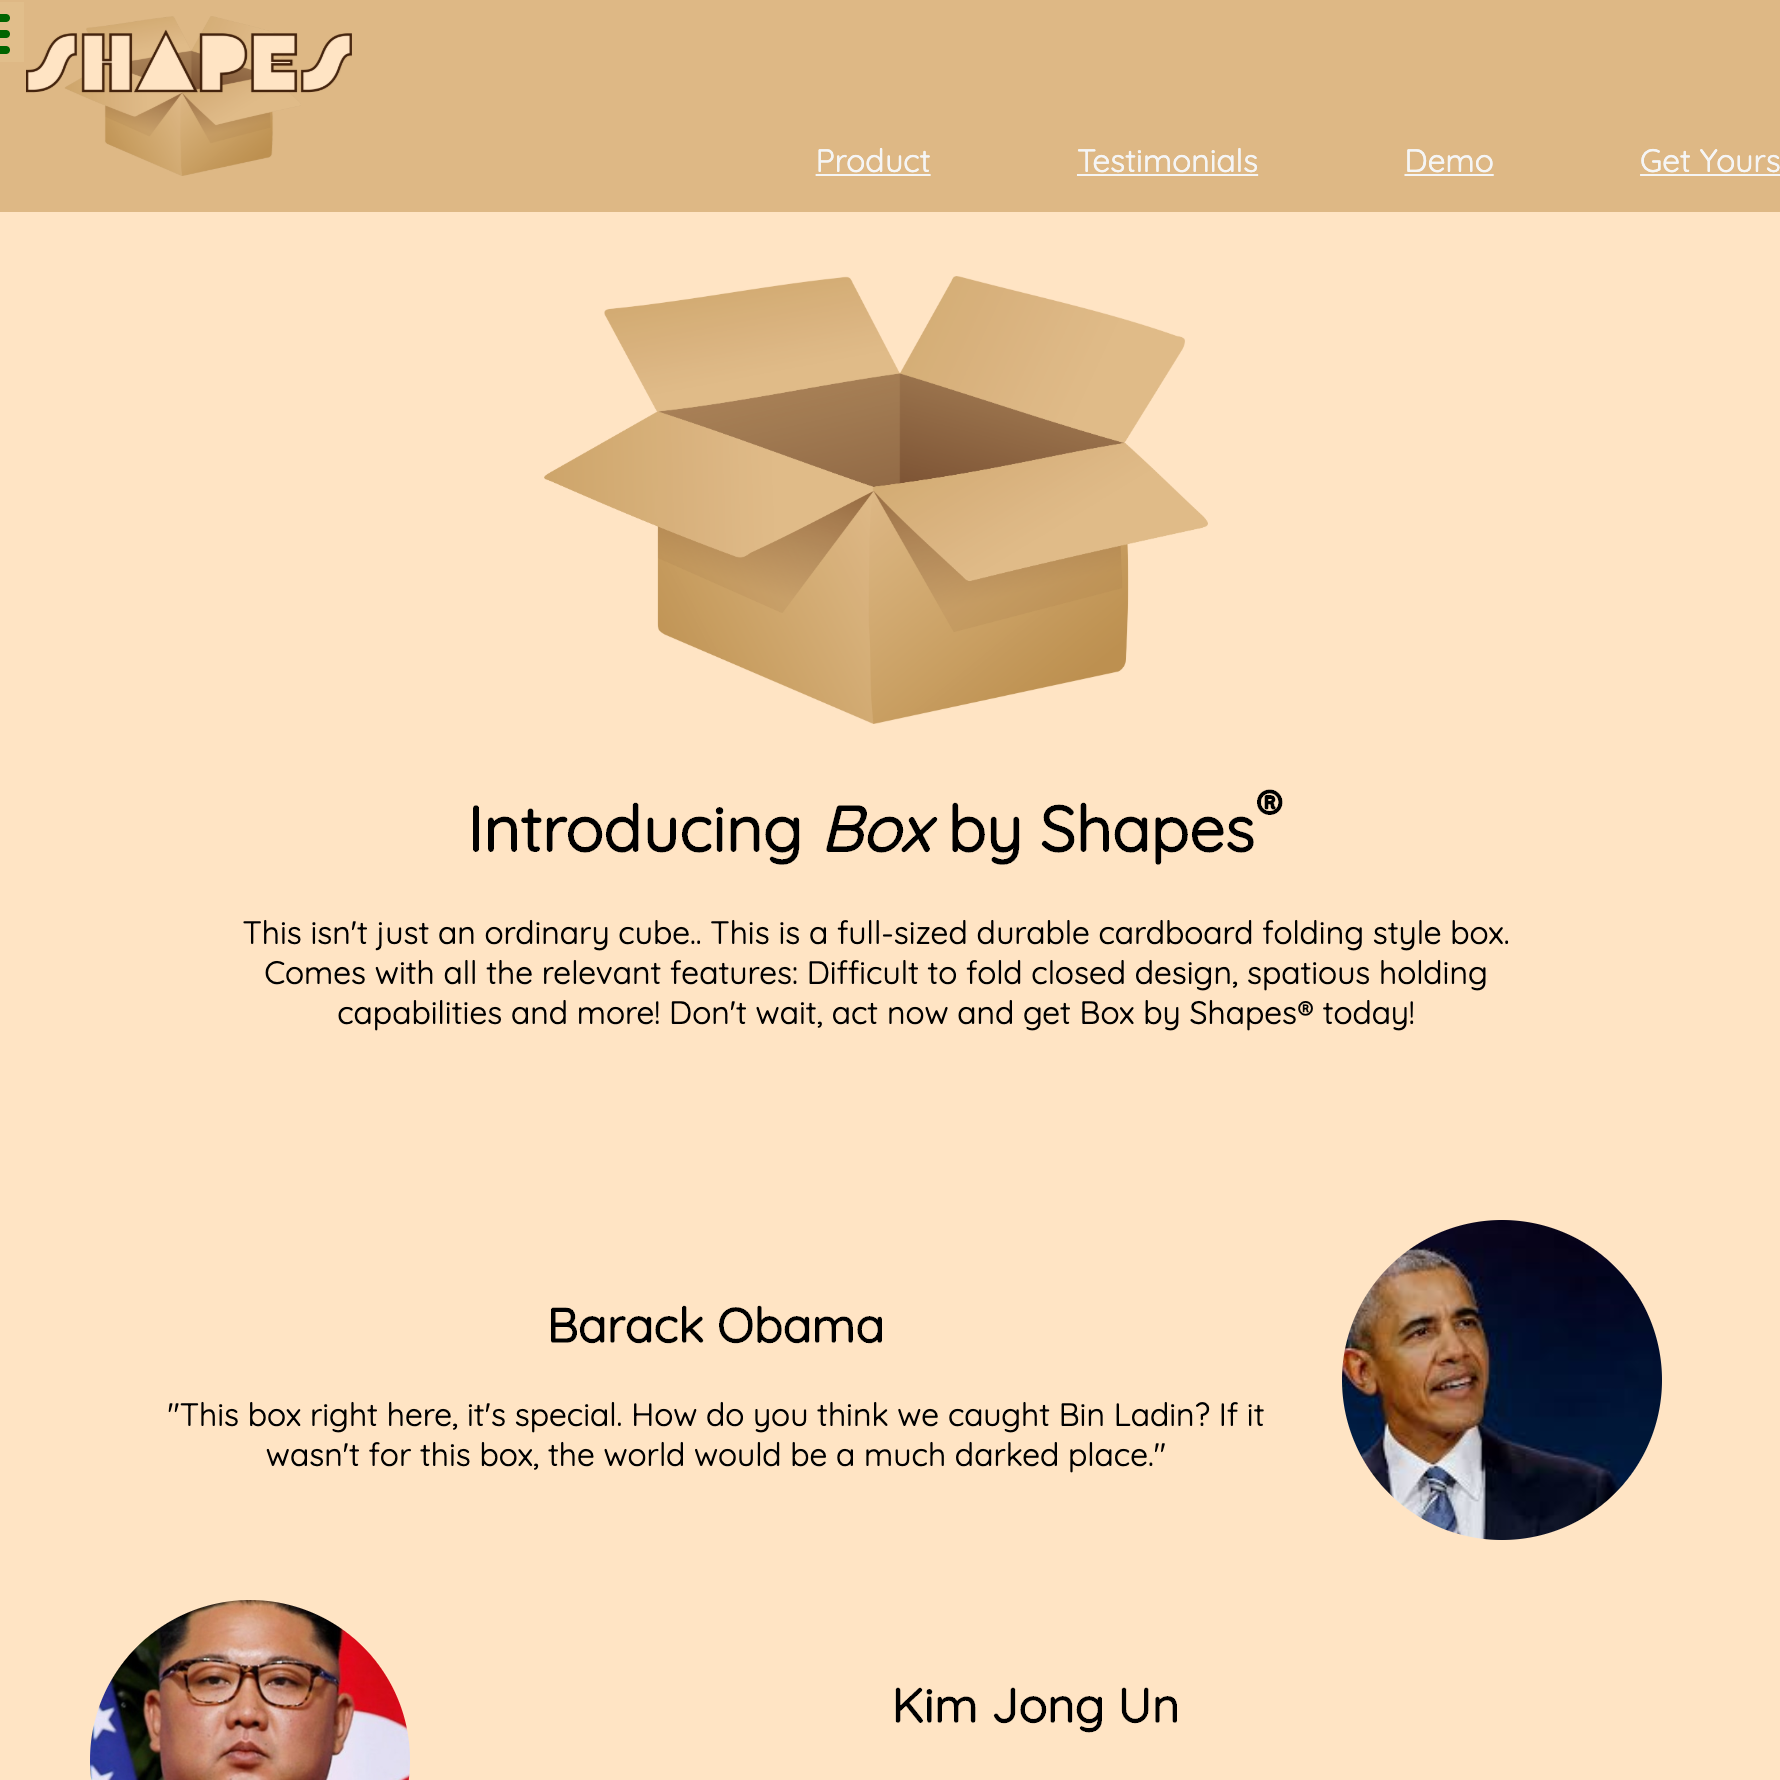 SHAPES
Product Testimonials Demo Get Yours
Introducing Box by Shapes®
This isn't just an ordinary cube.. This is a full-sized durable cardboard folding style box.
Comes with all the relevant features: Difficult to fold closed design, spatious holding
capabilities and more! Don't wait, act now and get Box by Shapes® today!
Barack Obama
"This box right here, it's special. How do you think we caught Bin Ladin? If it
wasn't for this box, the world would be a much darked place."
Kim Jong Un